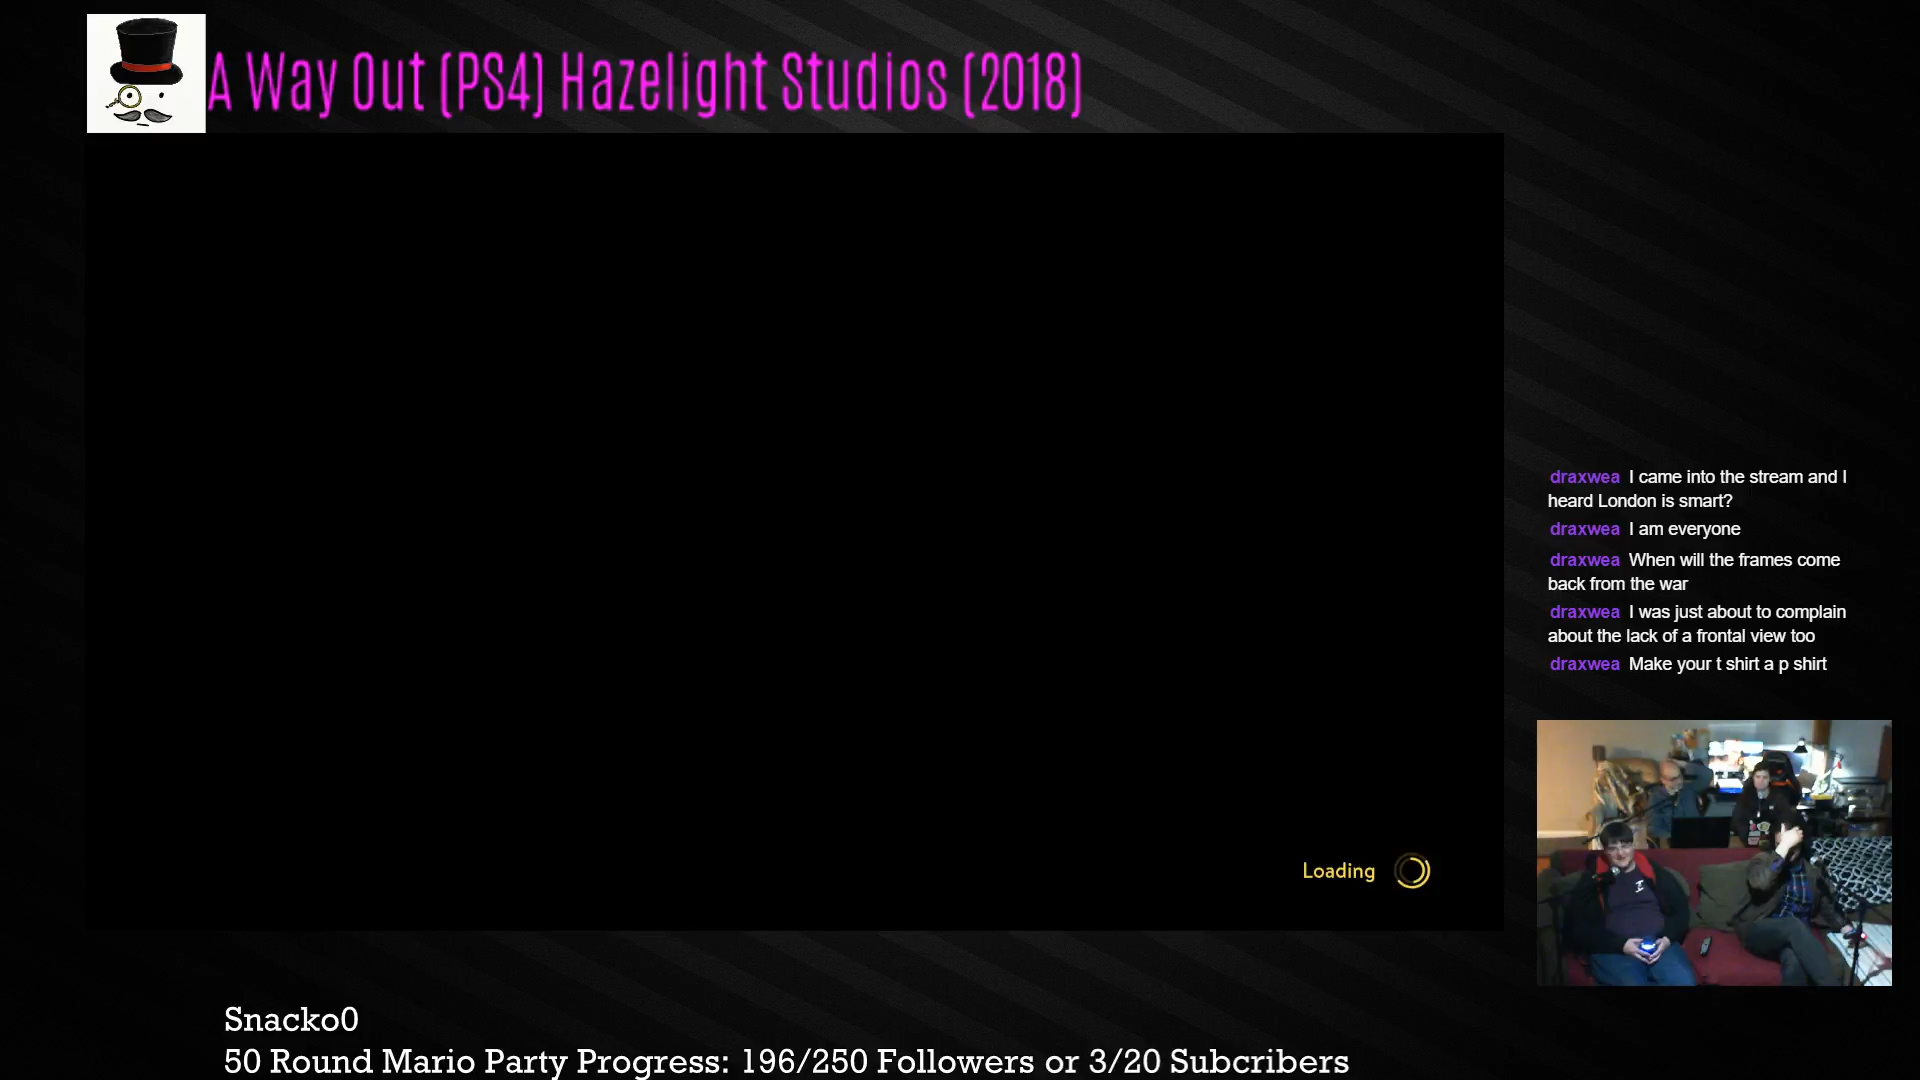 A Way Out (PS4) Hazelight Studios (2018)
draxwea I came into the stream and I
heard London is smart?
draxwea I am everyone
draxwea When will the frames come
back from the war
draxwea I was just about to complain
about the lack of a frontal view too
draxwea Make your t shirt a p shirt
Loading
Snacko0
50 Round Mario Party Progress: 196/250 Followers or 3/20 Subcribers